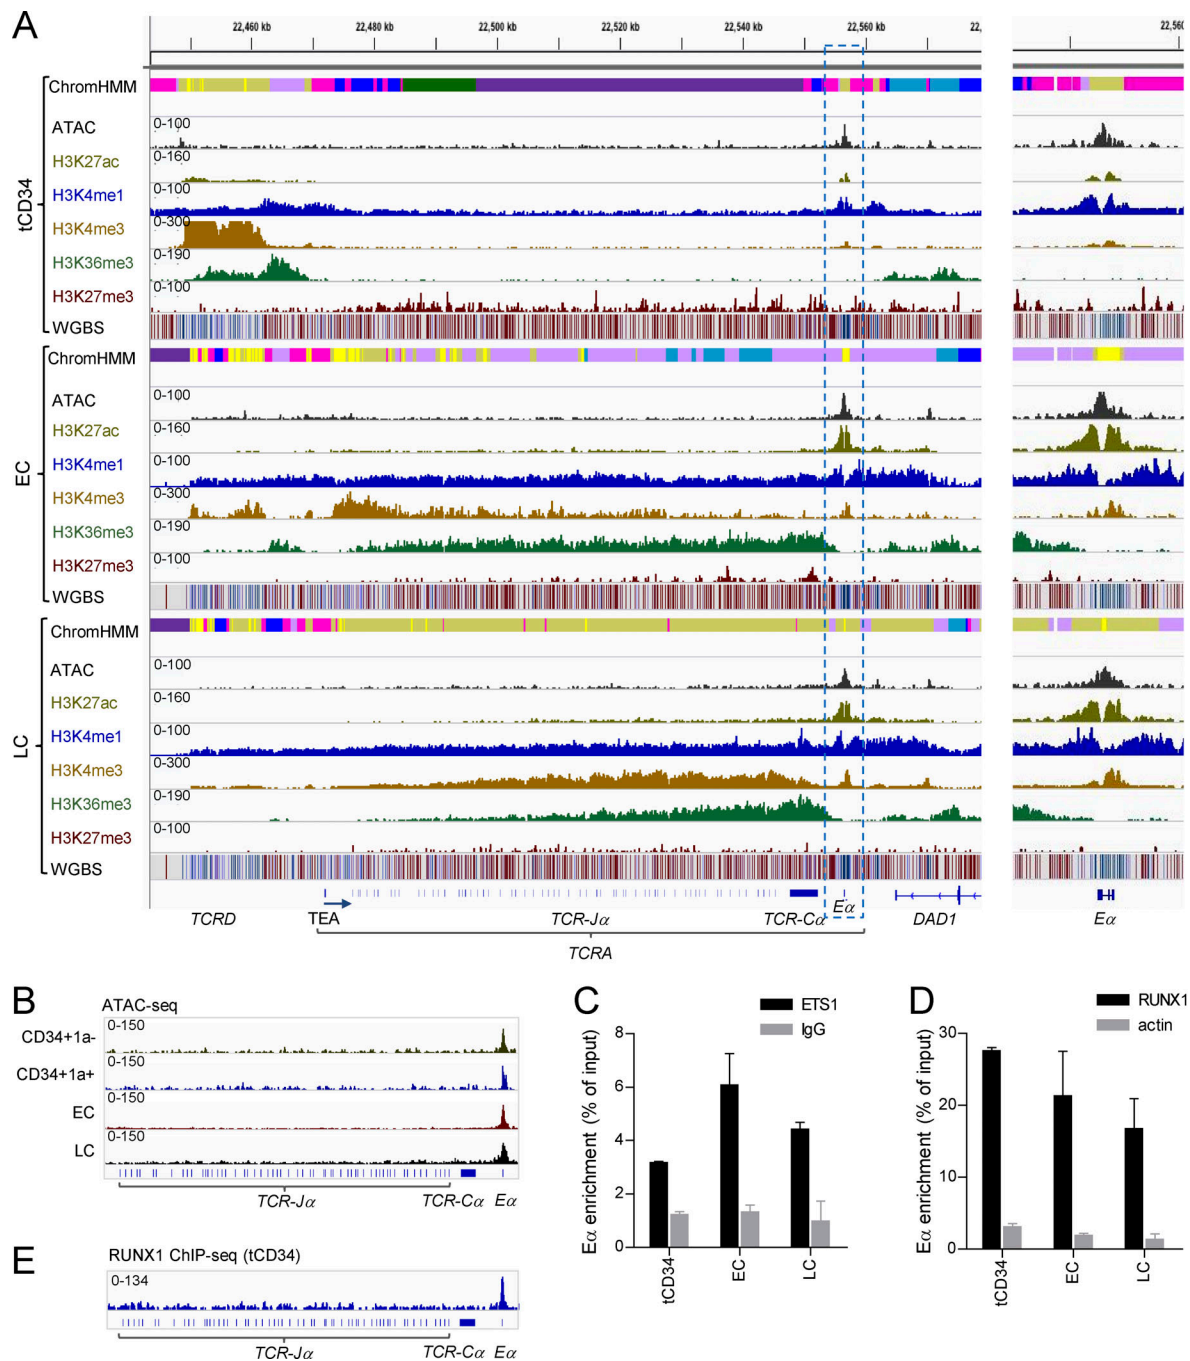 A
22,460 kb 22,480 kb 22,500 kb 22,520 kb 22,540 kb 22,560 kb 22, 22,560
tCD34
ChromHMM
ATAC 0-100
H3K27ac 0-160
H3K4me1 0-100
H3K4me3 0-300
H3K36me3 0-190
H3K27me3 0-100
WGBS
EC
ChromHMM
ATAC 0-100
H3K27ac 0-160
H3K4me1 0-100
H3K4me3 0-300
H3K36me3 0-190
H3K27me3 0-100
WGBS
LC
ChromHMM
ATAC 0-100
H3K27ac 0-160
H3K4me1 0-100
H3K4me3 0-300
H3K36me3 0-190
H3K27me3 0-100
WGBS
TCRD TEA TCR-Jα TCR-Cα Eα DAD1 Eα
TCRA
B
ATAC-seq
CD34+1a- 0-150
CD34+1a+ 0-150
EC 0-150
LC 0-150
TCR-Jα TCR-Cα Eα
C
ETS1
IgG
Eα enrichment (% of input)
8
6
4
2
0
tCD34 EC LC
D
RUNX1
actin
Eα enrichment (% of input)
30
20
10
0
tCD34 EC LC
E
RUNX1 ChIP-seq (tCD34)
0-134
TCR-Jα TCR-Cα Eα